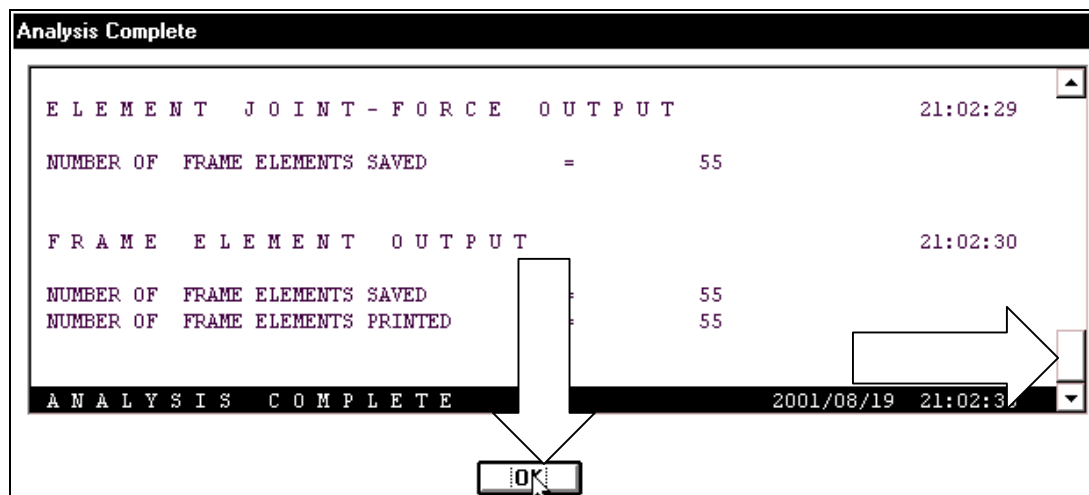 Analysis Complete
E L E M E N T   J O I N T - F O R C E   O U T P U T   21:02:29
NUMBER OF FRAME ELEMENTS SAVED = 55
F R A M E   E L E M E N T   O U T P U T   21:02:30
NUMBER OF FRAME ELEMENTS SAVED = 55
NUMBER OF FRAME ELEMENTS PRINTED = 55
A N A L Y S I S   C O M P L E T E   2001/08/19
OK